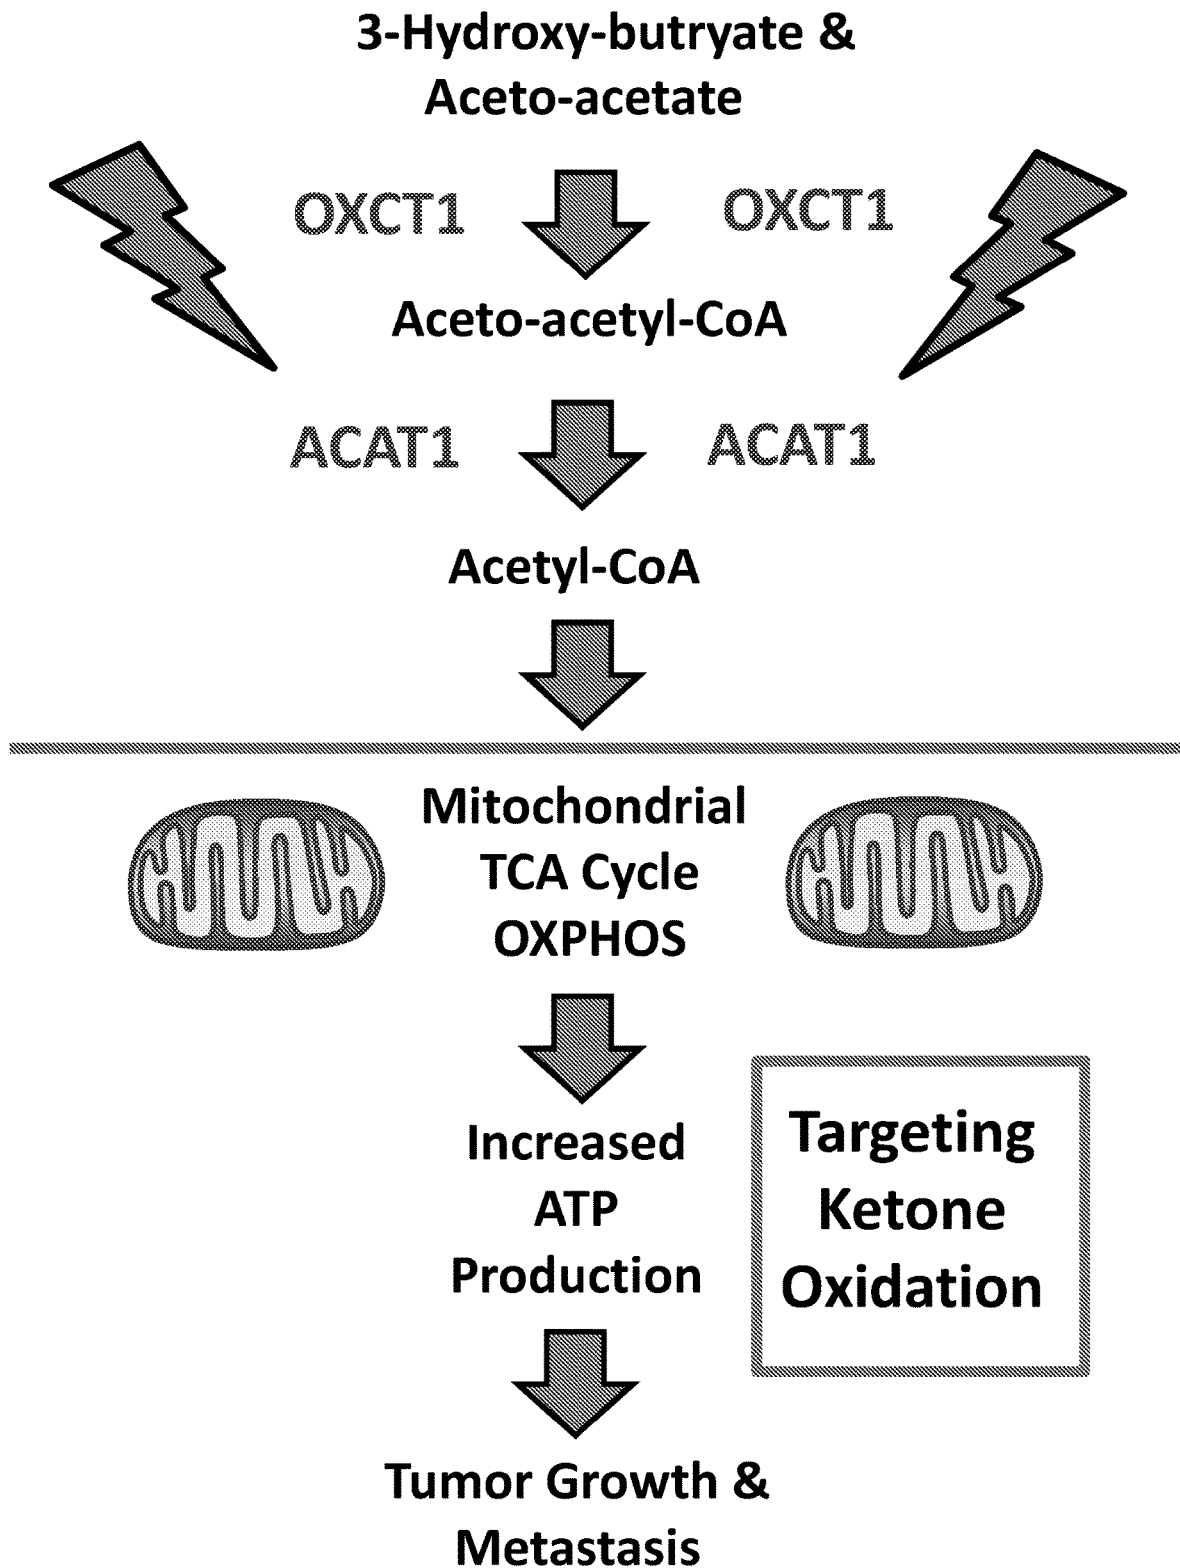 3-Hydroxy-butryate &
Aceto-acetate
OXCT1 OXCT1
Aceto-acetyl-CoA
ACAT1 ACAT1
Acetyl-CoA
Mitochondrial
TCA Cycle
OXPHOS
Increased
ATP
Production
Targeting
Ketone
Oxidation
Tumor Growth &
Metastasis